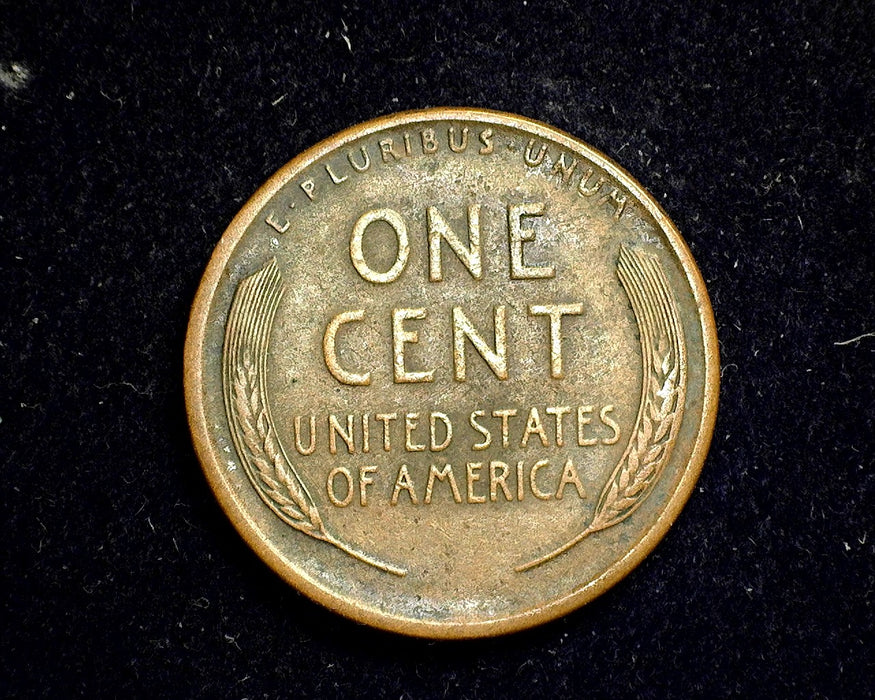 E·PLURIBUS·UNUM
ONE
CENT
UNITED STATES
OF AMERICA